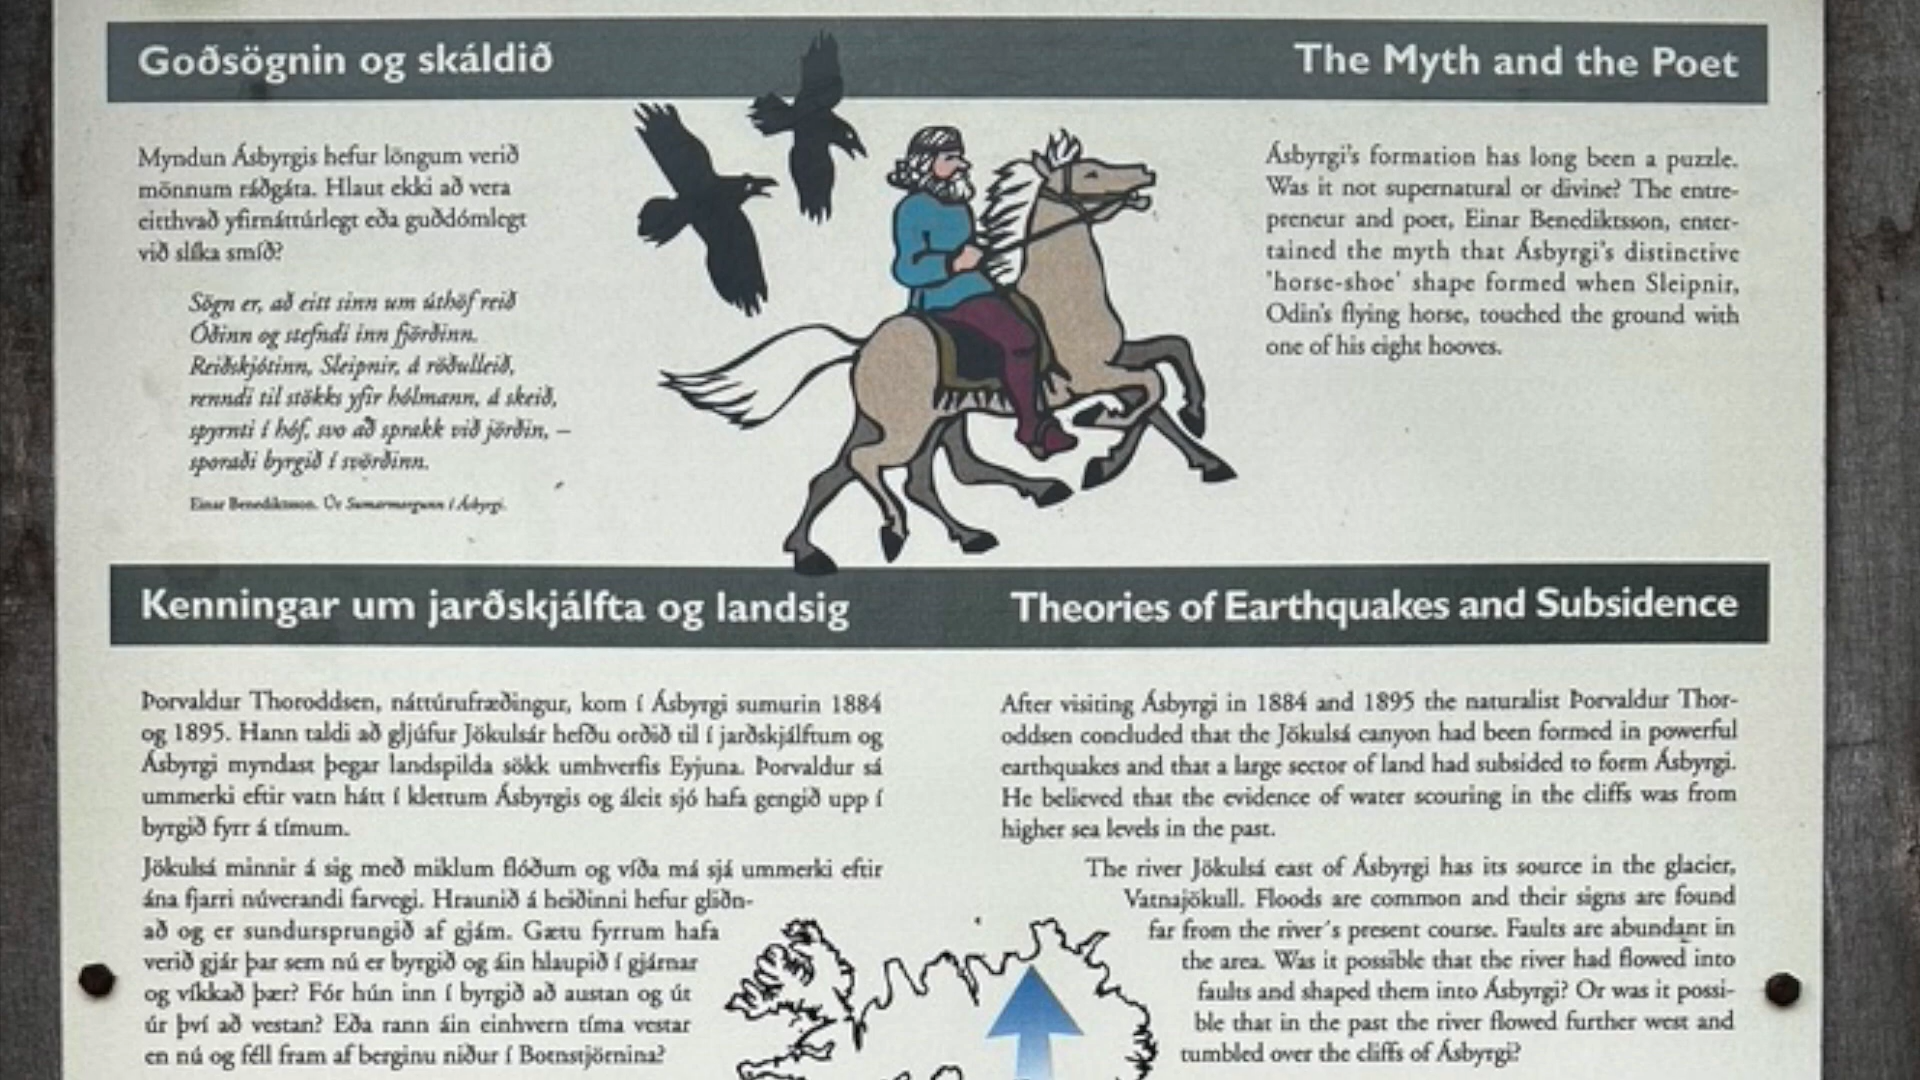 Goðsögnin og skáldið
The Myth and the Poet
Myndun Ásbyrgis hefur löngum verið
mönnum ráðgáta. Hlaut ekki að vera
eitthvað yfirnáttúrlegt eða guðdómlegt
við slíka smíð?
Sögn er, að eitt sinn um úthöf reið
Óðinn og stefndi inn fjörðinn.
Reiðskjótinn, Sleipnir, á röðulleið,
renndi til stökks yfir hólmann, á skeið,
spyrnti í hóf, svo að sprakk við jörðin, –
sporaði byrgið í svörðinn.
Einar Benediktsson. Úr Sumarmorgunn í Ásbyrgi.
Ásbyrgi's formation has long been a puzzle.
Was it not supernatural or divine? The entre-
preneur and poet, Einar Benediktsson, enter-
tained the myth that Ásbyrgi's distinctive
'horse-shoe' shape formed when Sleipnir,
Odin's flying horse, touched the ground with
one of his eight hooves.
Kenningar um jarðskjálfta og landsig
Theories of Earthquakes and Subsidence
Þorvaldur Thoroddsen, náttúrufræðingur, kom í Ásbyrgi sumurin 1884
og 1895. Hann taldi að gljúfur Jökulsár hefðu orðið til í jarðskjálftum og
Ásbyrgi myndast þegar landspilda sökk umhverfis Eyjuna. Þorvaldur sá
ummerki eftir vatn hátt í klettum Ásbyrgis og áleit sjó hafa gengið upp í
byrgið fyrr á tímum.
Jökulsá minnir á sig með miklum flóðum og víða má sjá ummerki eftir
ána fjarri núverandi farvegi. Hraunið á heiðinni hefur gliðn-
að og er sundursprungið af gjám. Gætu fyrrum hafa
verið gjár þar sem nú er byrgið og áin hlaupið í gjárnar
og víkkað þær? Fór hún inn í byrgið að austan og út
úr því að vestan? Eða rann áin einhvern tíma vestar
en nú og féll fram af berginu niður í Botnstjörnina?
After visiting Ásbyrgi in 1884 and 1895 the naturalist Þorvaldur Thor-
oddsen concluded that the Jökulsá canyon had been formed in powerful
earthquakes and that a large sector of land had subsided to form Ásbyrgi.
He believed that the evidence of water scouring in the cliffs was from
higher sea levels in the past.
The river Jökulsá east of Ásbyrgi has its source in the glacier,
Vatnajökull. Floods are common and their signs are found
far from the river´s present course. Faults are abundant in
the area. Was it possible that the river had flowed into
faults and shaped them into Ásbyrgi? Or was it possi-
ble that in the past the river flowed further west and
tumbled over the cliffs of Ásbyrgi?